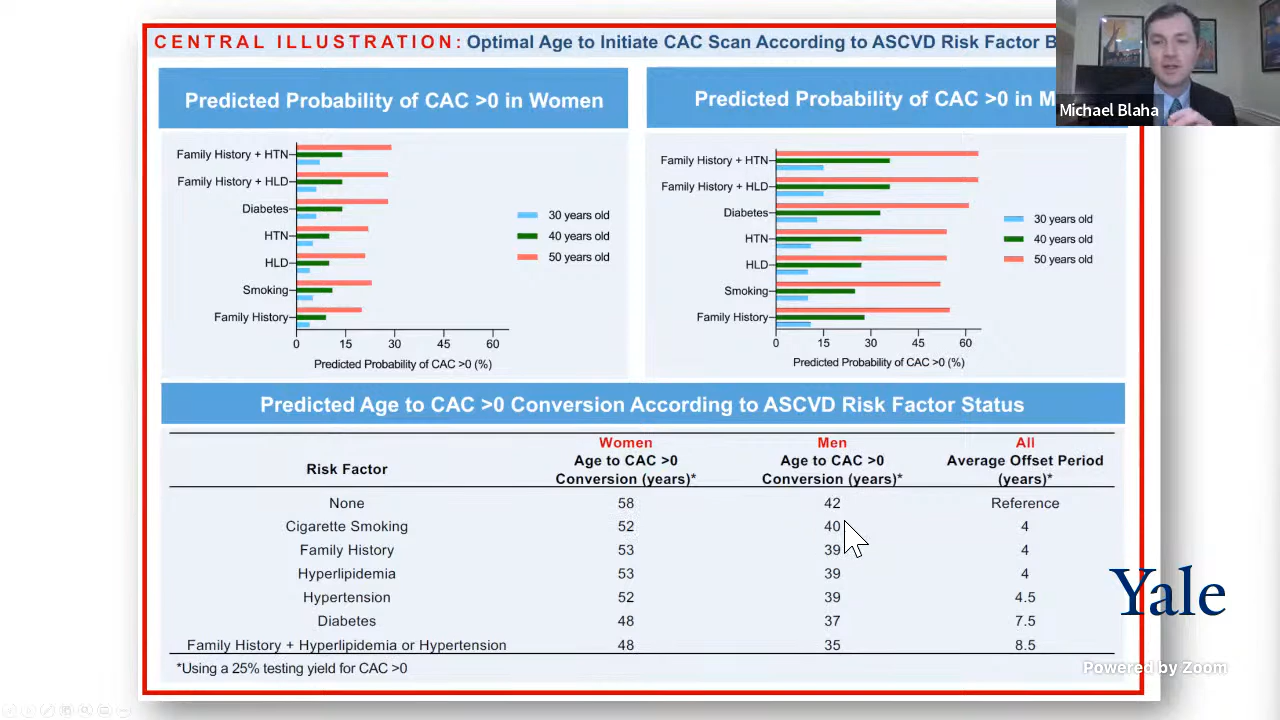 CENTRAL ILLUSTRATION: Optimal Age to Initiate CAC Scan According to ASCVD Risk Factor B
Michael Blaha
Predicted Probability of CAC >0 in Women
Family History + HTN
Family History + HLD
Diabetes
HTN
HLD
Smoking
Family History
30 years old
40 years old
50 years old
0 15 30 45 60
Predicted Probability of CAC >0 (%)
Predicted Probability of CAC >0 in M
Family History + HTN
Family History + HLD
Diabetes
HTN
HLD
Smoking
Family History
30 years old
40 years old
50 years old
0 15 30 45 60
Predicted Probability of CAC >0 (%)
Predicted Age to CAC >0 Conversion According to ASCVD Risk Factor Status
Women Men All
Risk Factor Age to CAC >0 Age to CAC >0 Average Offset Period
Conversion (years)* Conversion (years)* (years)*
None 58 42 Reference
Cigarette Smoking 52 40 4
Family History 53 39 4
Hyperlipidemia 53 39 4
Hypertension 52 39 4.5
Diabetes 48 37 7.5
Family History + Hyperlipidemia or Hypertension 48 35 8.5
*Using a 25% testing yield for CAC >0
Yale
Powered by Zoom